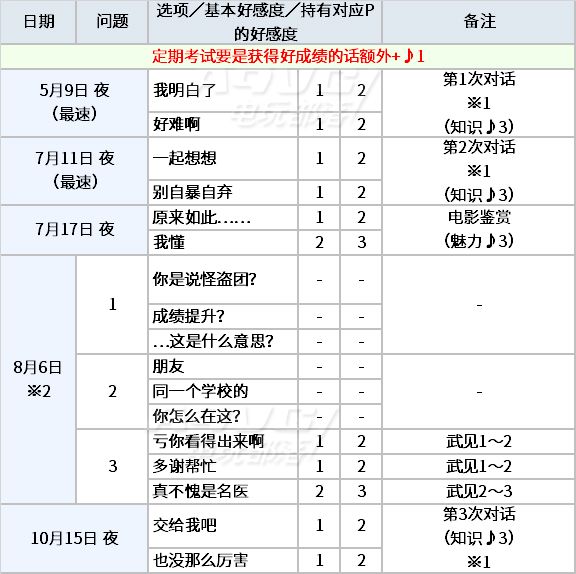 日期 问题 选项／基本好感度／持有对应P的好感度 备注
定期考试要是获得好成绩的话额外+♪1
5月9日 夜（最速） 我明白了 1 2 第1次对话 ※1 （知识♪3）
好难啊 1 2
7月11日 夜（最速） 一起想想 1 2 第2次对话 ※1 （知识♪3）
别自暴自弃 1 2
7月17日 夜 原来如此…… 1 2 电影鉴赏（魅力♪3）
我懂 2 3
8月6日 ※2 1 你是说怪盗团？ - - -
成绩提升？ - -
…这是什么意思？ - -
2 朋友 - - -
同一个学校的 - -
你怎么在这？ - -
3 亏你看得出来啊 1 2 武见1～2
多谢帮忙 1 2 武见1～2
真不愧是名医 2 3 武见2～3
10月15日 夜 交给我吧 1 2 第3次对话（知识♪3） ※1
也没那么厉害 1 2